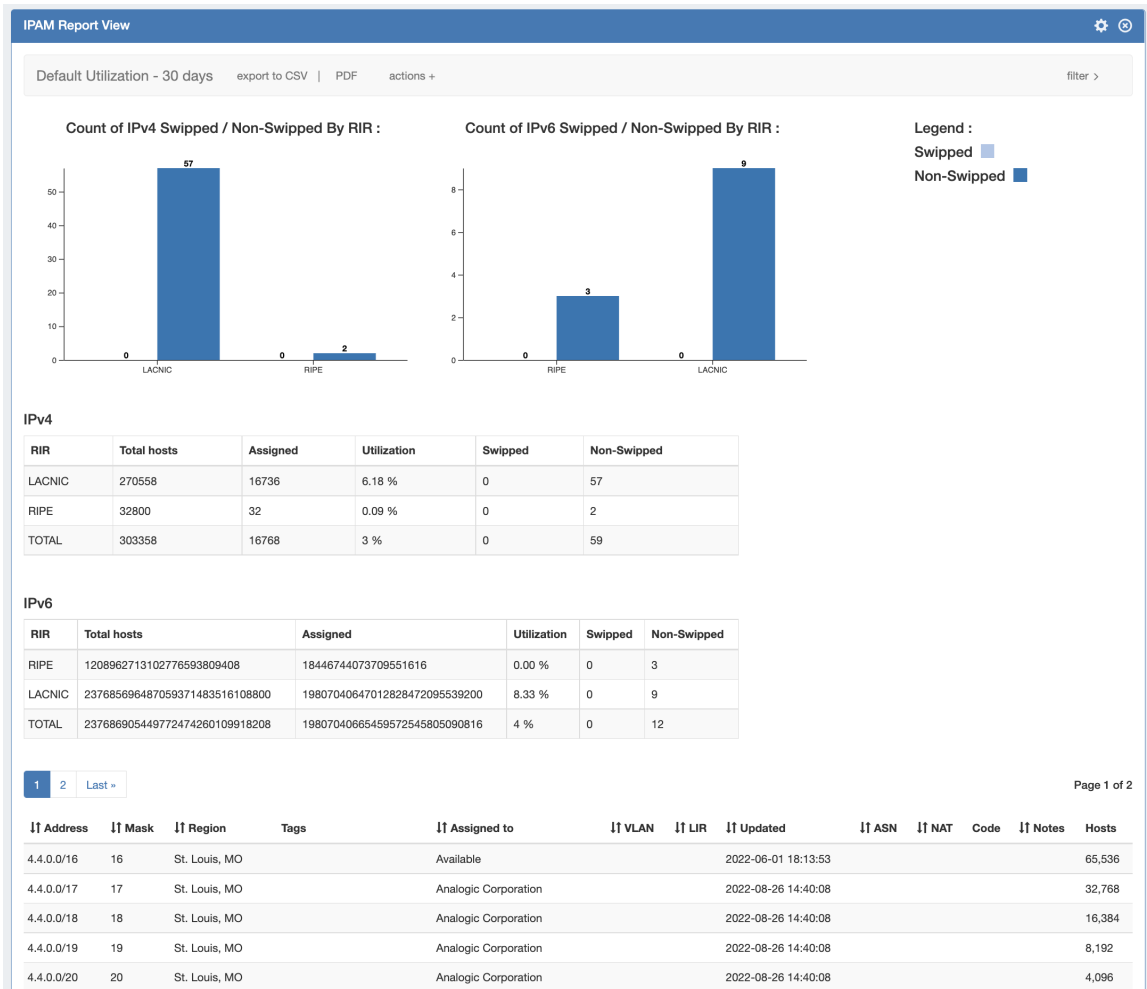 IPAM Report View
Default Utilization - 30 days export to CSV | PDF actions + filter >
Count of IPv4 Swipped / Non-Swipped By RIR :
57
50
40
30
20
10
0
0
0
2
LACNIC
RIPE
Count of IPv6 Swipped / Non-Swipped By RIR :
9
8
6
4
2
0
0
3
0
RIPE
LACNIC
Legend :
Swipped
Non-Swipped
IPv4
RIR Total hosts Assigned Utilization Swipped Non-Swipped
LACNIC 270558 16736 6.18 % 0 57
RIPE 32800 32 0.09 % 0 2
TOTAL 303358 16768 3 % 0 59
IPv6
RIR Total hosts Assigned Utilization Swipped Non-Swipped
RIPE 1208962713102776593809408 18446744073709551616 0.00 % 0 3
LACNIC 237685696487059371483516108800 19807040647012828472095539200 8.33 % 0 9
TOTAL 237686905449772474260109918208 19807040665459572545805090816 4 % 0 12
1 2 Last » Page 1 of 2
Address Mask Region Tags Assigned to VLAN LIR Updated ASN NAT Code Notes Hosts
4.4.0.0/16 16 St. Louis, MO Available 2022-06-01 18:13:53 65,536
4.4.0.0/17 17 St. Louis, MO Analogic Corporation 2022-08-26 14:40:08 32,768
4.4.0.0/18 18 St. Louis, MO Analogic Corporation 2022-08-26 14:40:08 16,384
4.4.0.0/19 19 St. Louis, MO Analogic Corporation 2022-08-26 14:40:08 8,192
4.4.0.0/20 20 St. Louis, MO Analogic Corporation 2022-08-26 14:40:08 4,096